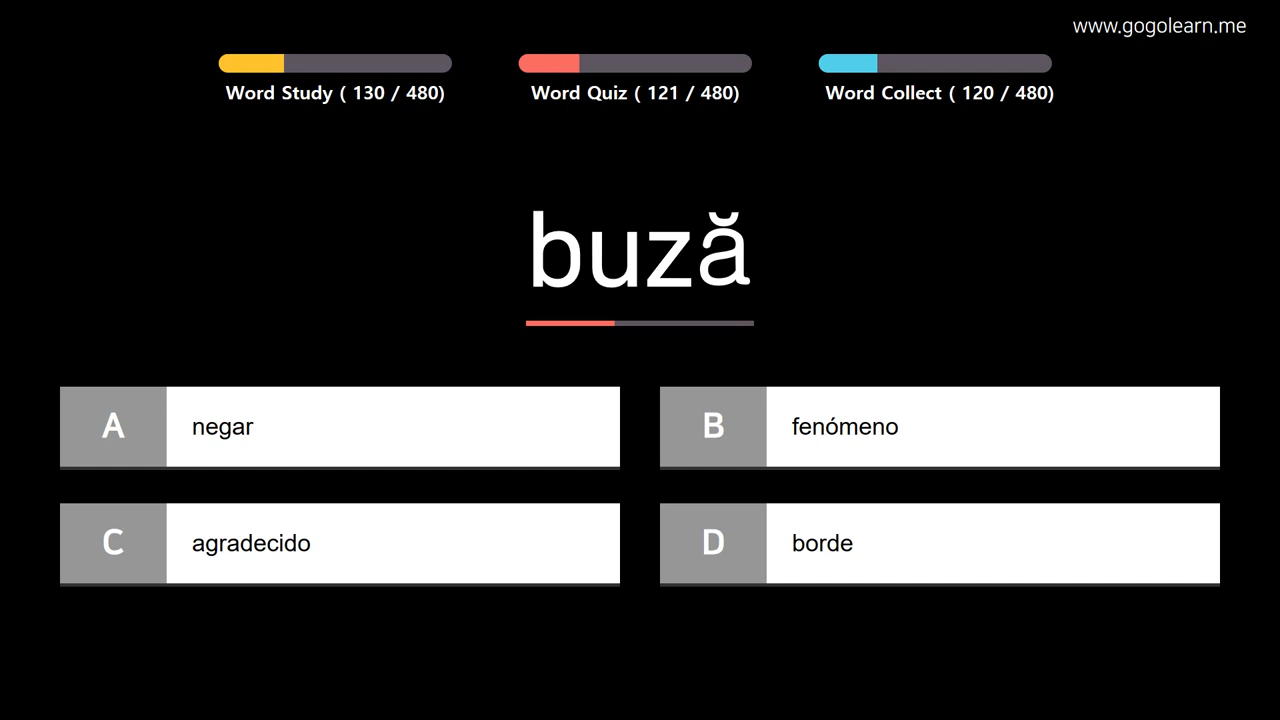 www.gogolearn.me
Word Study ( 130 / 480)
Word Quiz ( 121 / 480)
Word Collect ( 120 / 480)
buză
A negar
B fenómeno
C agradecido
D borde